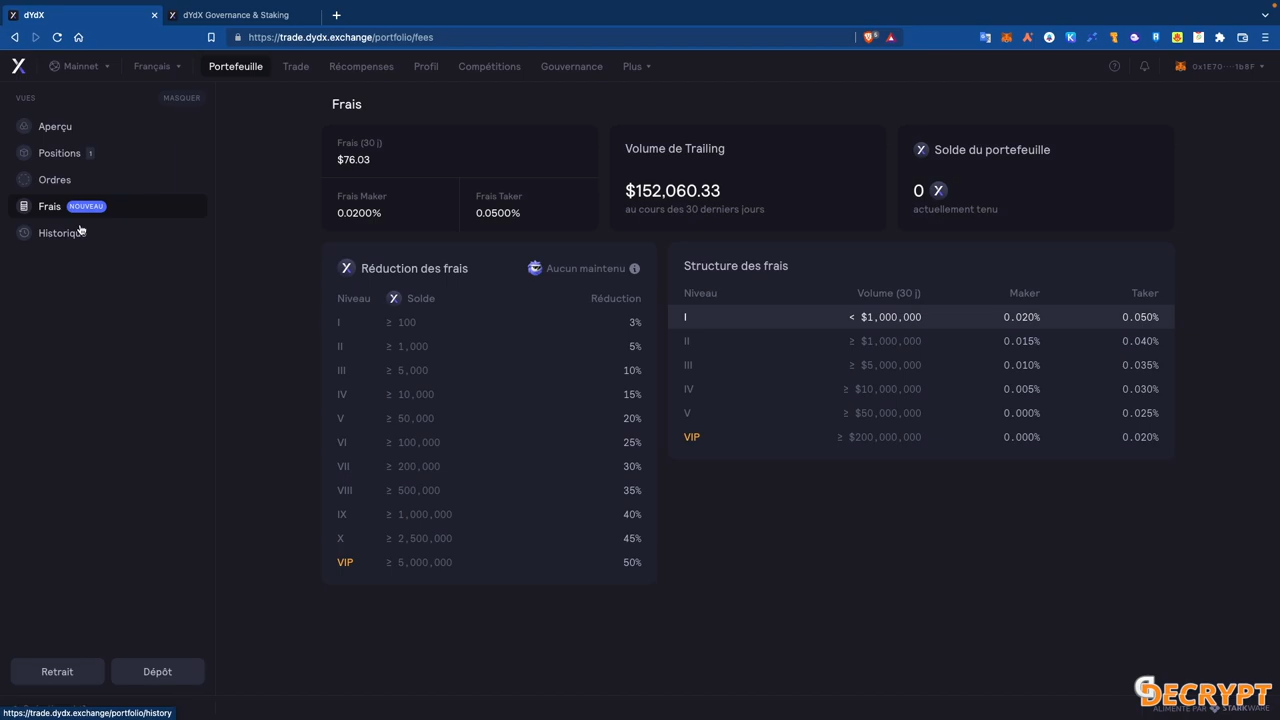 dYdX
dYdX Governance & Staking
https://trade.dydx.exchange/portfolio/fees
6
Mainnet
Français
Portefeuille
Trade
Récompenses
Profil
Compétitions
Gouvernance
Plus
0x1E70····1b8F
VUES
MASQUER
Aperçu
Positions 1
Ordres
Frais NOUVEAU
Historique
Retrait
Dépôt
https://trade.dydx.exchange/portfolio/history
Frais
Frais (30 j)
$76.03
Frais Maker
0.0200%
Frais Taker
0.0500%
Volume de Trailing
$152,060.33
au cours des 30 derniers jours
Solde du portefeuille
0
actuellement tenu
Réduction des frais
Aucun maintenu
Niveau Solde Réduction
I ≥ 100 3%
II ≥ 1,000 5%
III ≥ 5,000 10%
IV ≥ 10,000 15%
V ≥ 50,000 20%
VI ≥ 100,000 25%
VII ≥ 200,000 30%
VIII ≥ 500,000 35%
IX ≥ 1,000,000 40%
X ≥ 2,500,000 45%
VIP ≥ 5,000,000 50%
Structure des frais
Niveau Volume (30 j) Maker Taker
I < $1,000,000 0.020% 0.050%
II ≥ $1,000,000 0.015% 0.040%
III ≥ $5,000,000 0.010% 0.035%
IV ≥ $10,000,000 0.005% 0.030%
V ≥ $50,000,000 0.000% 0.025%
VIP ≥ $200,000,000 0.000% 0.020%
DECRYPT
ALIMENTÉ PAR STARKWARE